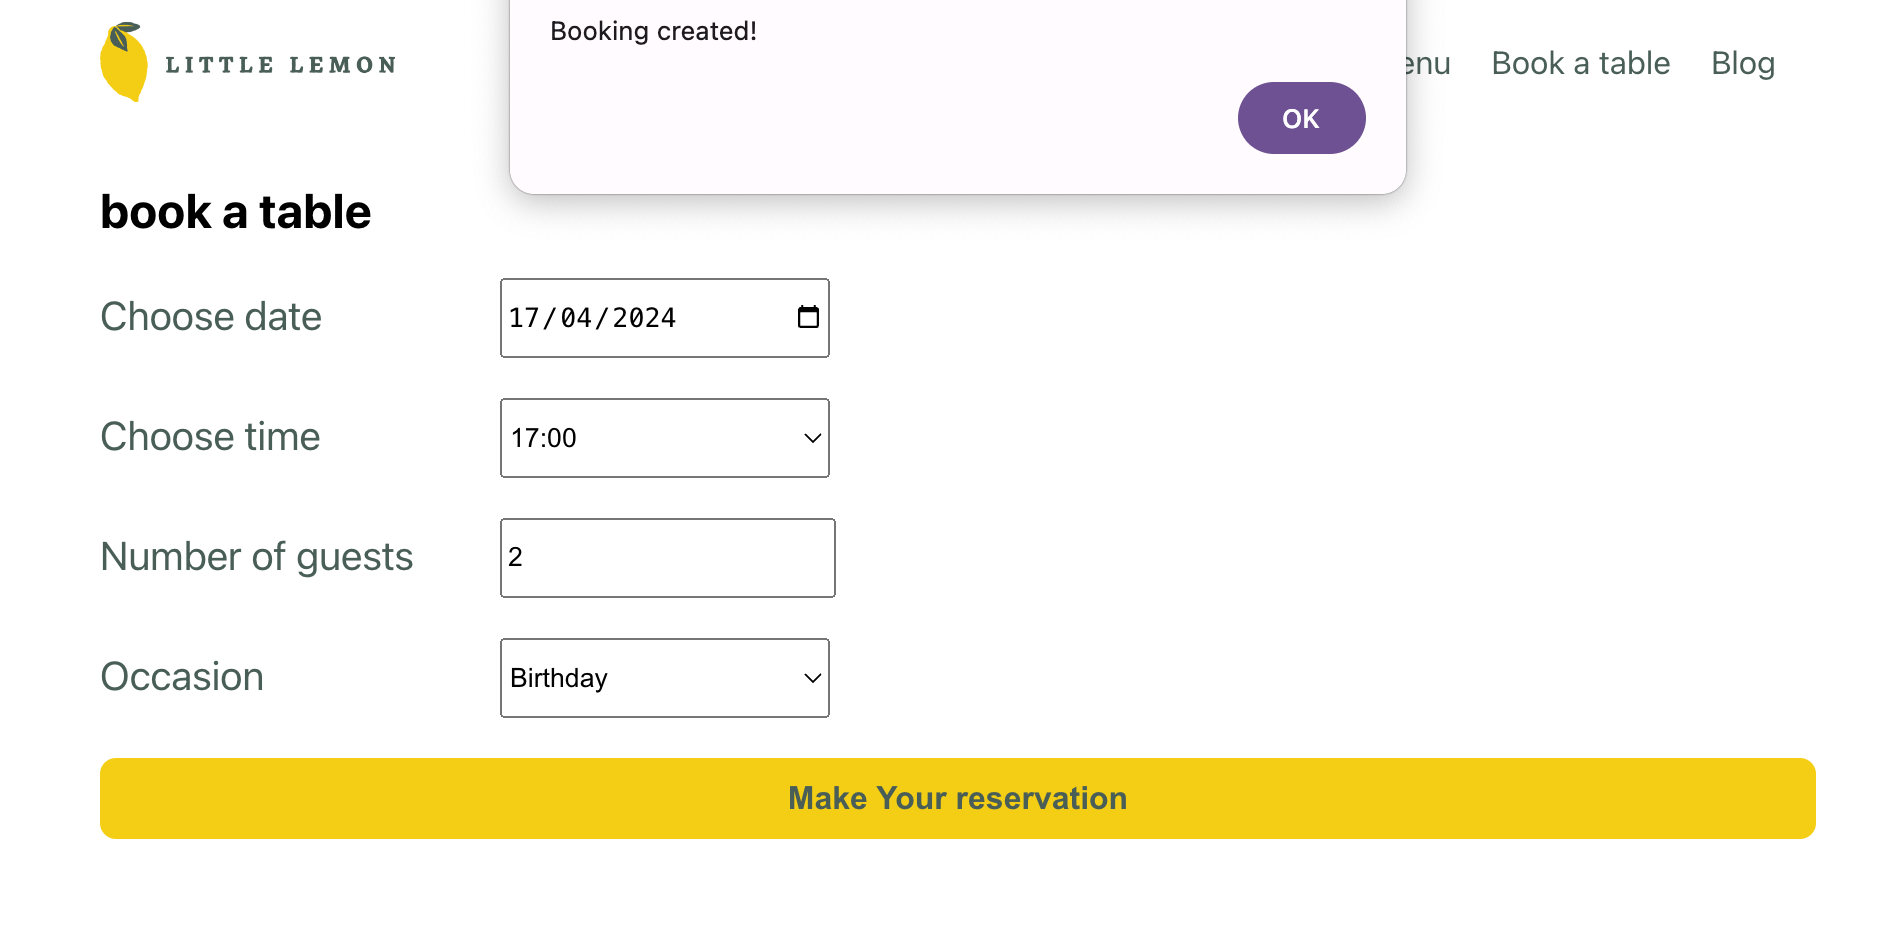 Booking created!
OK
LITTLE LEMON
enu Book a table Blog
book a table
Choose date 17/04/2024
Choose time 17:00
Number of guests 2
Occasion Birthday
Make Your reservation